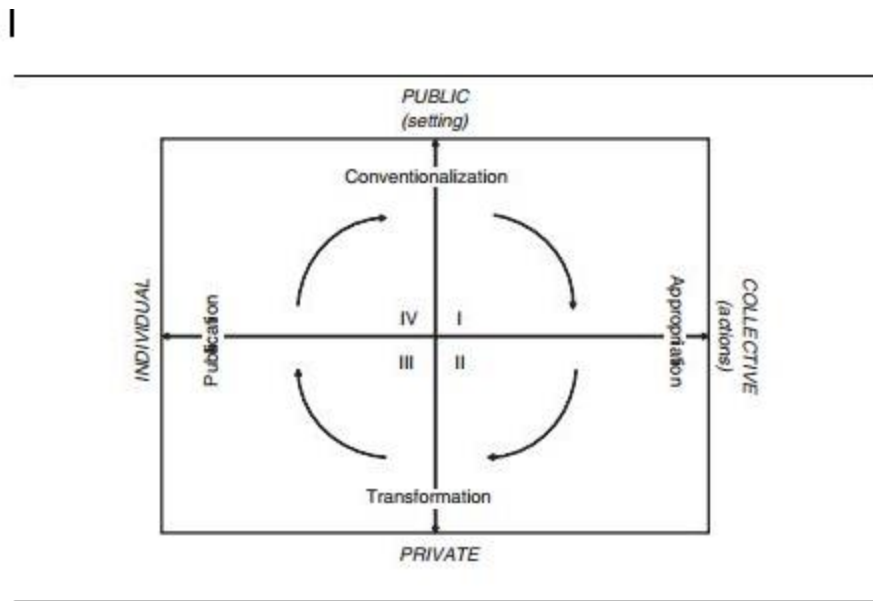 PUBLIC
(setting)
Conventionalization
INDIVIDUAL
Publication
IV
I
Appropriation
COLLECTIVE
(actions)
III
II
Transformation
PRIVATE